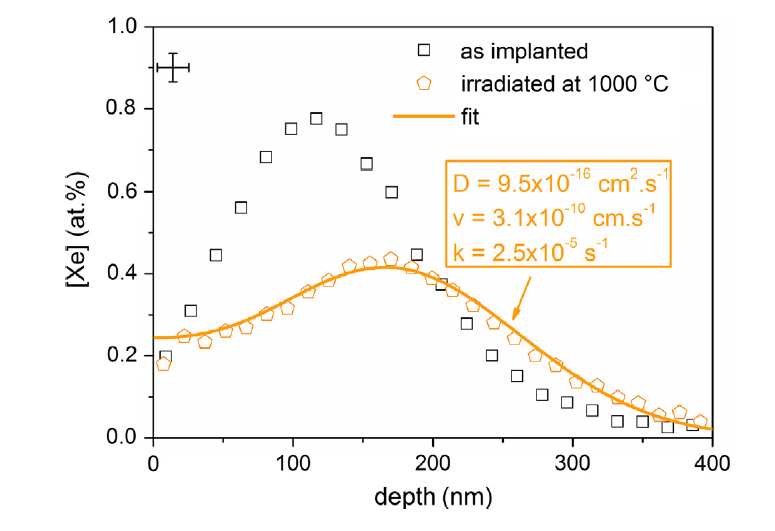 1.0
0.8
0.6
0.4
0.2
0.0
[Xe] (at.%)
as implanted
irradiated at 1000 °C
fit
D = 9.5x10⁻¹⁶ cm².s⁻¹
v = 3.1x10⁻¹⁰ cm.s⁻¹
k = 2.5x10⁻⁵ s⁻¹
0 100 200 300 400
depth (nm)